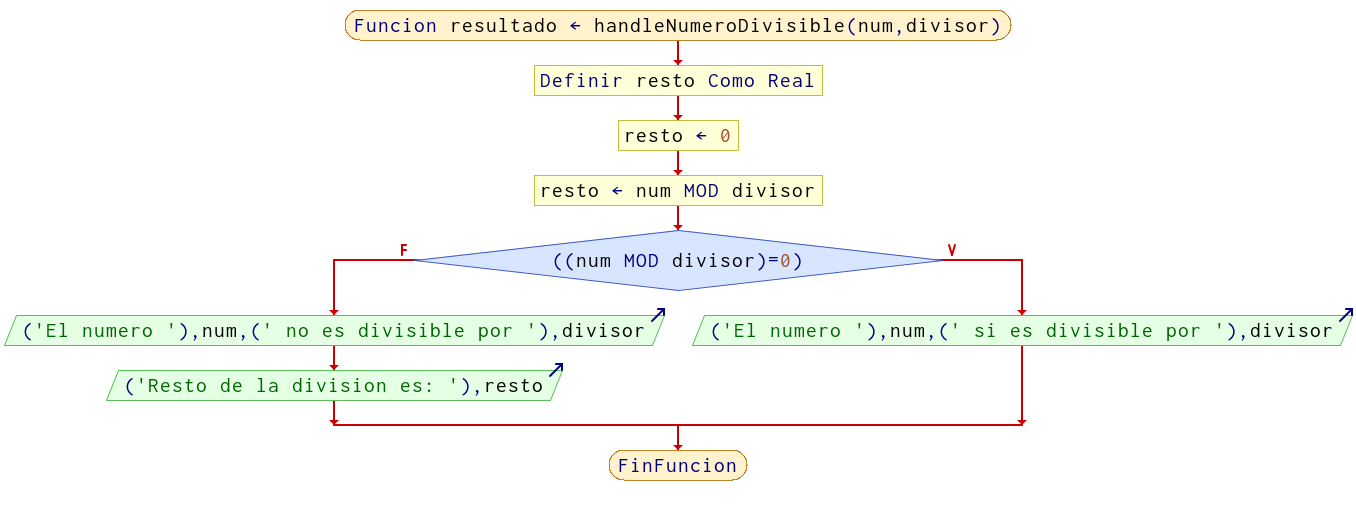 Funcion resultado ← handleNumeroDivisible(num,divisor)
Definir resto Como Real
resto ← 0
resto ← num MOD divisor
F
V
((num MOD divisor)=0)
('El numero '),num,(' no es divisible por '),divisor
('El numero '),num,(' si es divisible por '),divisor
('Resto de la division es: '),resto
FinFuncion